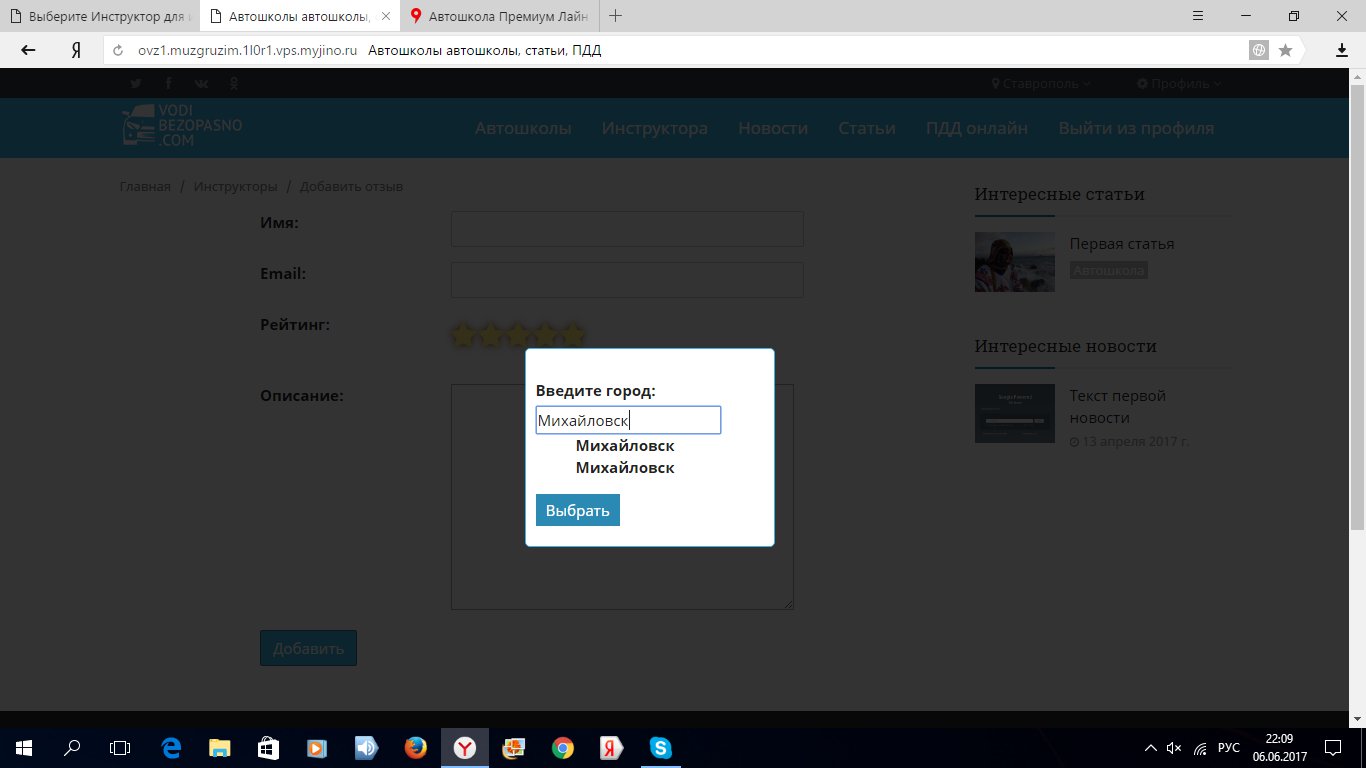 Выберите Инструктор для и
Автошколы автошколы,
Автошкола Премиум Лайн
ovz1.muzgruzim.1l0r1.vps.myjino.ru Автошколы автошколы, статьи, ПДД
Ставрополь
Профиль
VODI
BEZOPASNO
.COM
Автошколы Инструктора Новости Статьи ПДД онлайн Выйти из профиля
Главная / Инструкторы / Добавить отзыв
Имя:
Email:
Рейтинг:
Описание:
Добавить
Введите город:
Михайловск
Михайловск
Михайловск
Выбрать
Интересные статьи
Первая статья
Автошкола
Интересные новости
Текст первой
новости
13 апреля 2017 г.
РУС
22:09
06.06.2017